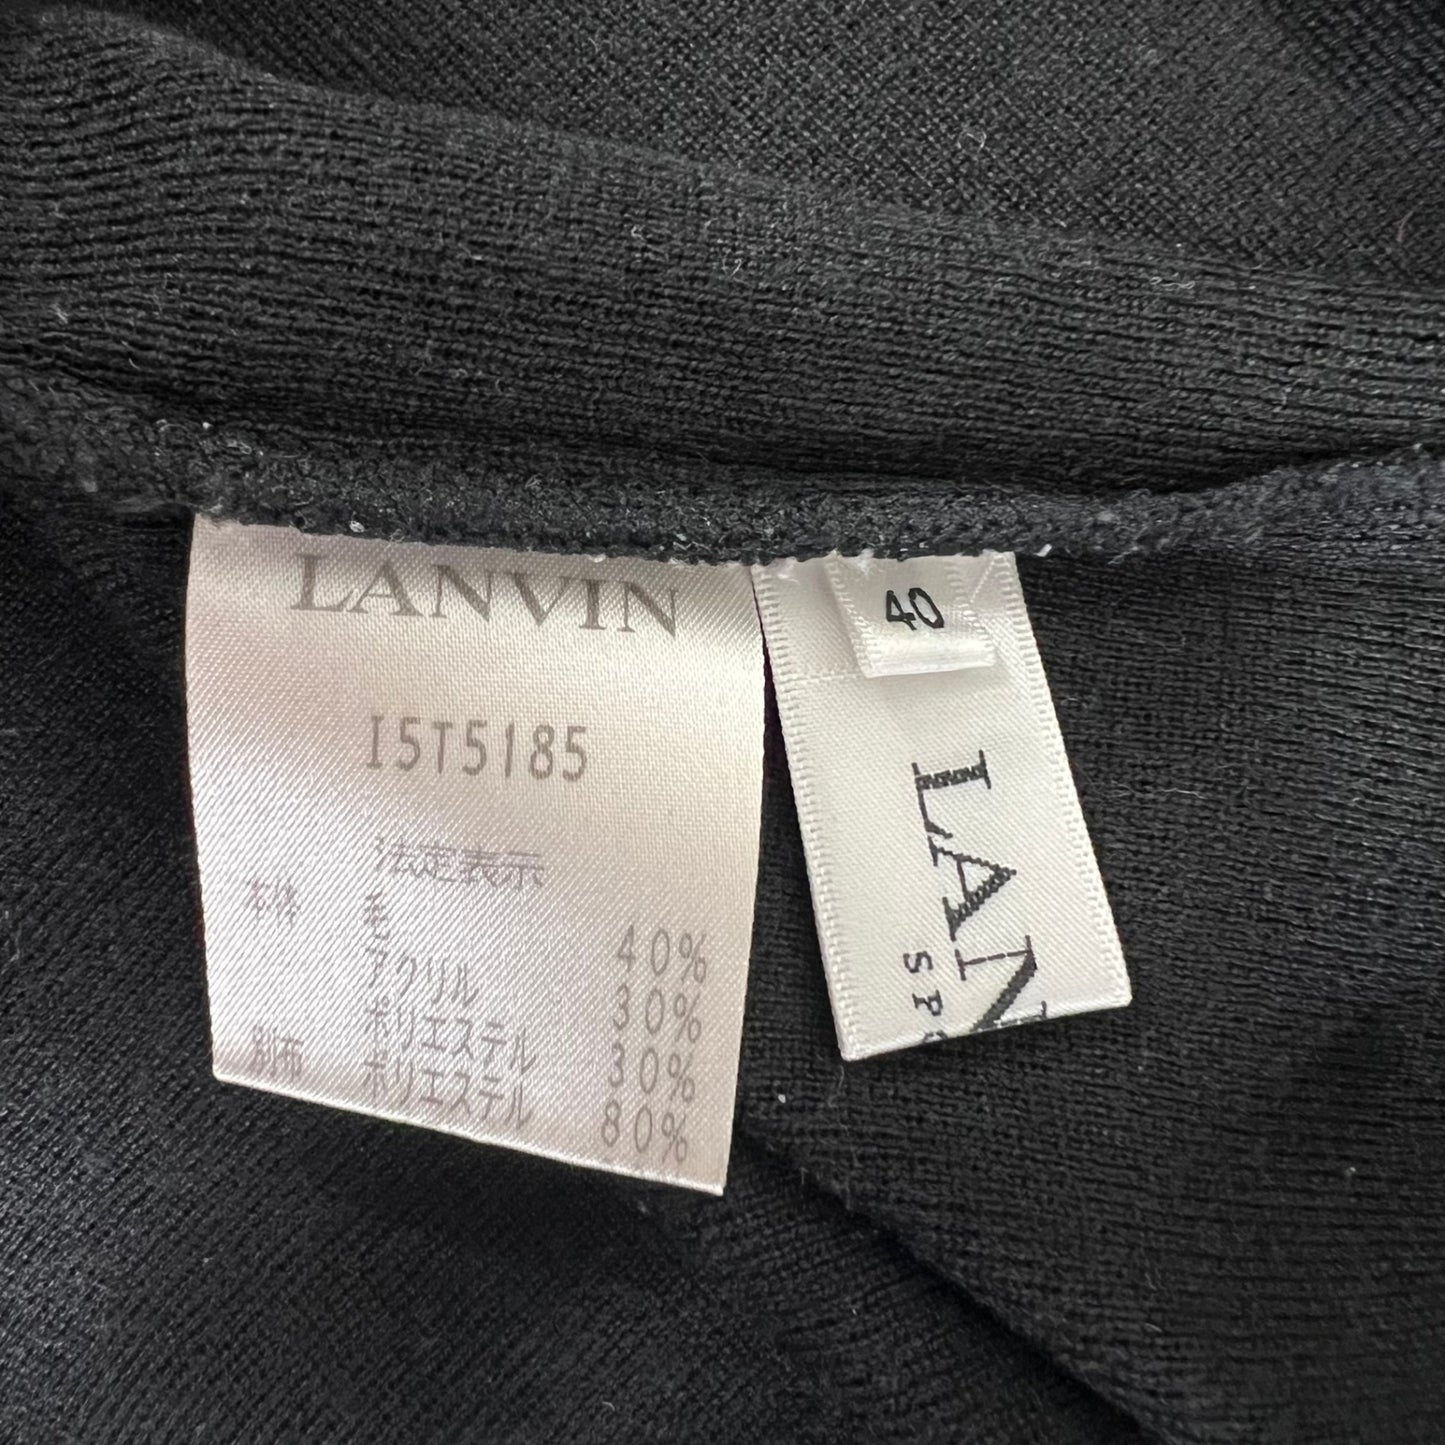 LANVIN
I5T5185
法定表示
本体 毛 40%
アクリル 30%
ポリエステル 30%
別布 ポリエステル 80%
40
LAN
SP